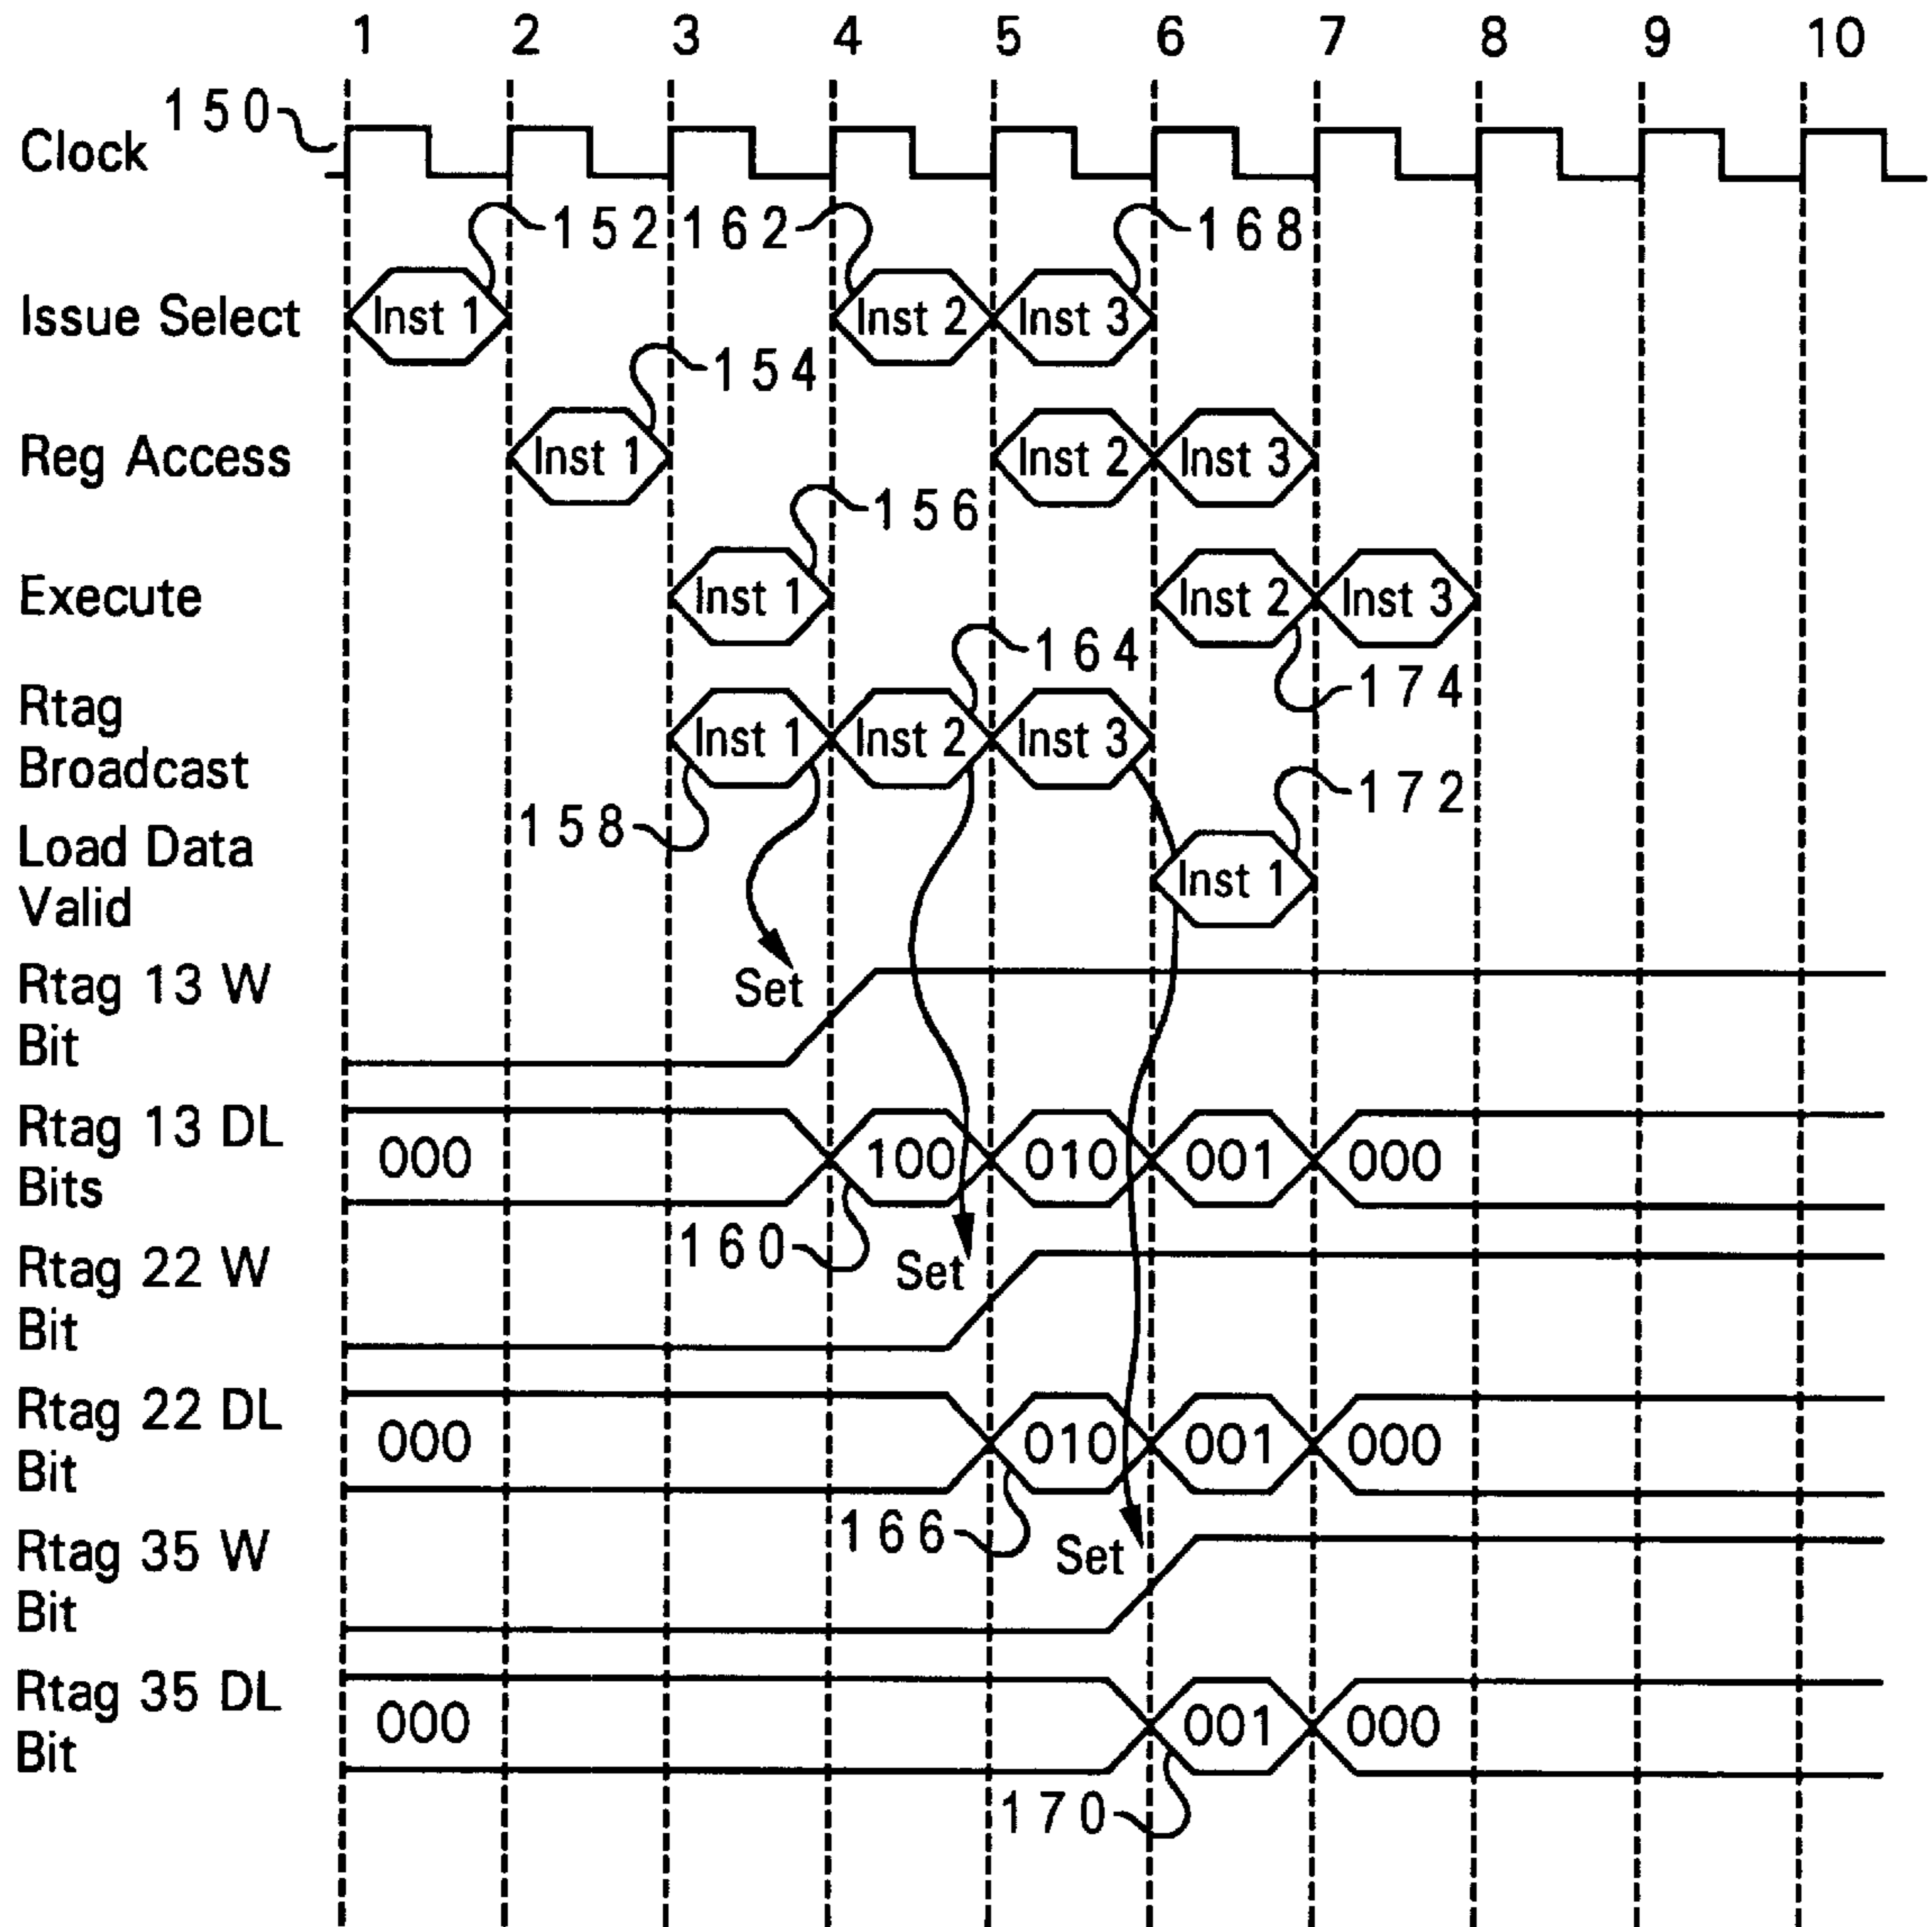 1 2 3 4 5 6 7 8 9 10
Clock 150
152 162 168
Issue Select Inst 1 Inst 2 Inst 3
154
Reg Access Inst 1 Inst 2 Inst 3
156
Execute Inst 1 Inst 2 Inst 3
164 174
Rtag
Broadcast Inst 1 Inst 2 Inst 3
158 172
Load Data
Valid Inst 1
Rtag 13 W
Bit Set
Rtag 13 DL
Bits 000 100 010 001 000
160
Rtag 22 W
Bit Set
Rtag 22 DL
Bit 000 010 001 000
166
Rtag 35 W
Bit Set
Rtag 35 DL
Bit 000 001 000
170